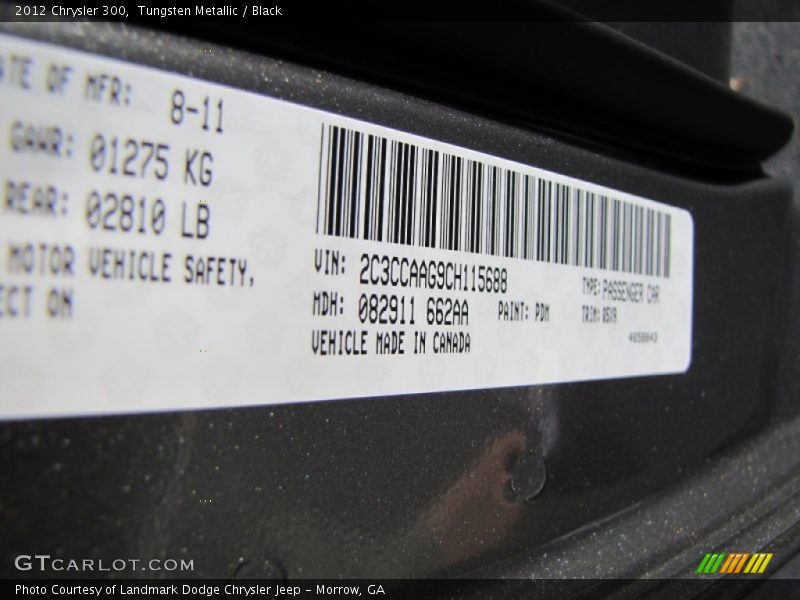 2012 Chrysler 300, Tungsten Metallic / Black
ATE OF MFR: 8-11
GAWR: 01275 KG
REAR: 02810 LB
MOTOR VEHICLE SAFETY,
ECT ON
VIN: 2C3CCAAG9CH115688
MDH: 082911 662AA
VEHICLE MADE IN CANADA
PAINT: PDM
TYPE: PASSENGER CAR
TRIM: 
GTCARLOT.COM
Photo Courtesy of Landmark Dodge Chrysler Jeep – Morrow, GA